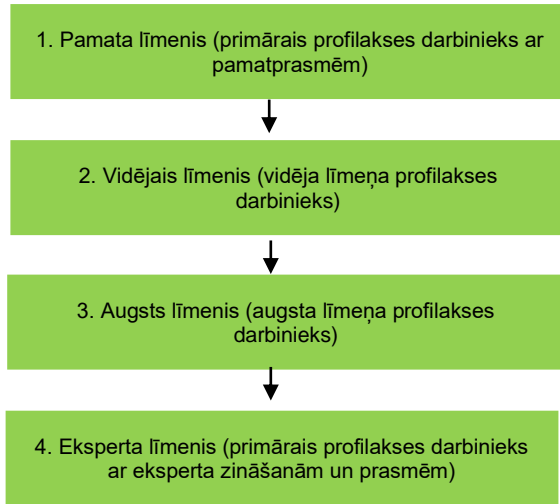 1. Pamata līmenis (primārais profilakses darbinieks ar
pamatprasmēm)
2. Vidējais līmenis (vidēja līmeņa profilakses
darbinieks)
3. Augsts līmenis (augsta līmeņa profilakses
darbinieks)
4. Eksperta līmenis (primārais profilakses darbinieks
ar eksperta zināšanām un prasmēm)